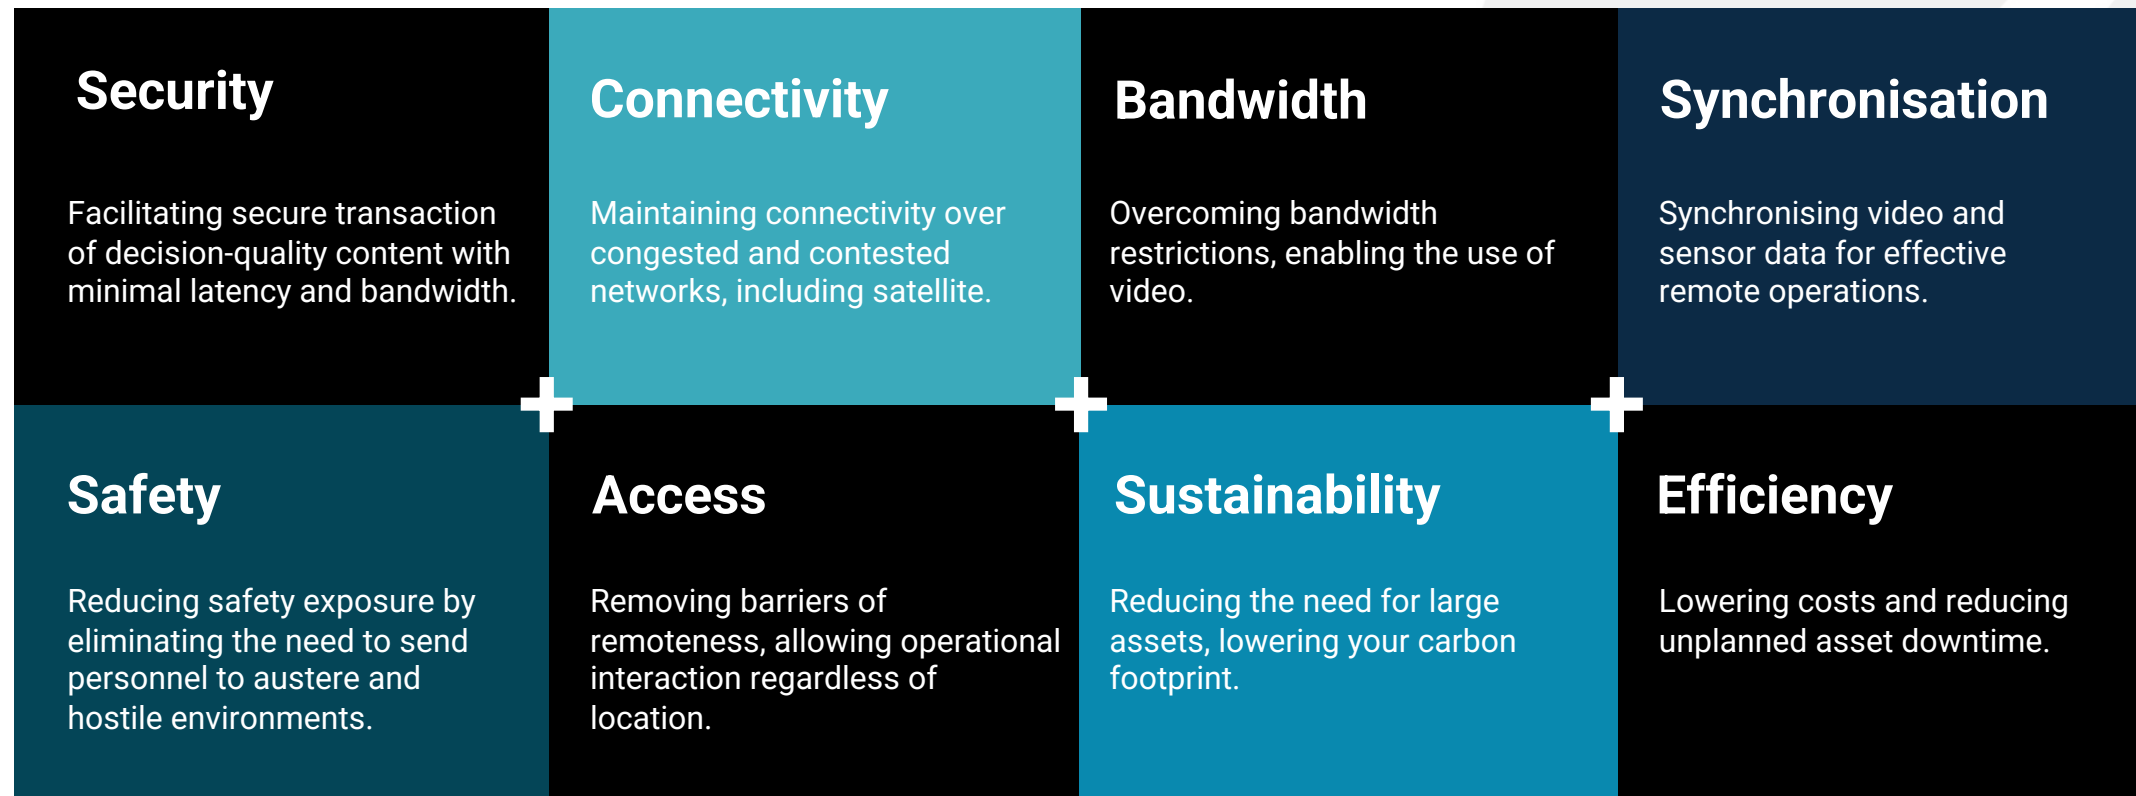 Security
Facilitating secure transaction
of decision-quality content with
minimal latency and bandwidth.
Connectivity
Maintaining connectivity over
congested and contested
networks, including satellite.
Bandwidth
Overcoming bandwidth
restrictions, enabling the use of
video.
Synchronisation
Synchronising video and
sensor data for effective
remote operations.
Safety
Reducing safety exposure by
eliminating the need to send
personnel to austere and
hostile environments.
Access
Removing barriers of
remoteness, allowing operational
interaction regardless of
location.
Sustainability
Reducing the need for large
assets, lowering your carbon
footprint.
Efficiency
Lowering costs and reducing
unplanned asset downtime.